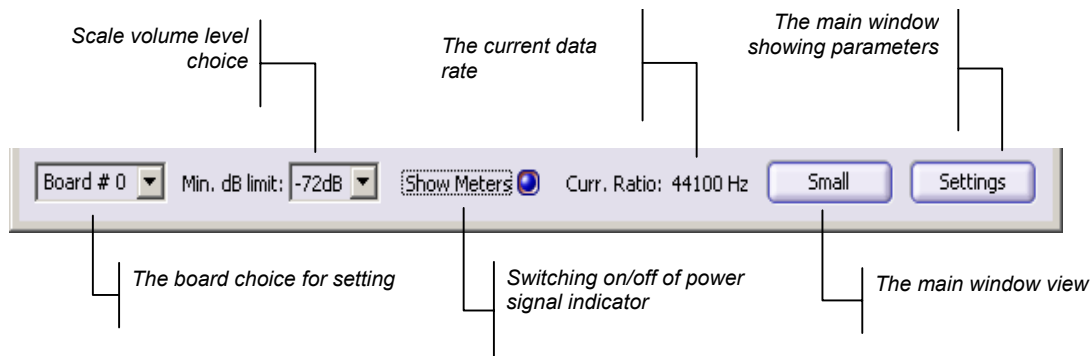 Scale volume level
choice
The current data
rate
The main window
showing parameters
Board # 0 Min. dB limit: -72dB Show Meters Curr. Ratio: 44100 Hz Small Settings
The board choice for setting
Switching on/off of power
signal indicator
The main window view